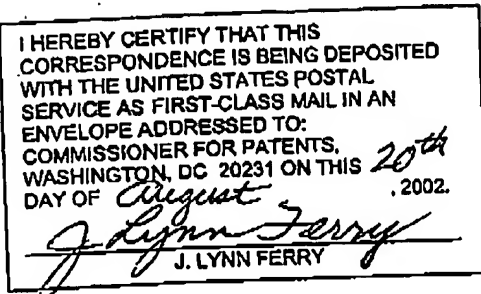 I HEREBY CERTIFY THAT THIS
CORRESPONDENCE IS BEING DEPOSITED
WITH THE UNITED STATES POSTAL
SERVICE AS FIRST-CLASS MAIL IN AN
ENVELOPE ADDRESSED TO:
COMMISSIONER FOR PATENTS,
WASHINGTON, DC 20231 ON THIS 20th
DAY OF August , 2002.
J. Lynn Ferry
J. LYNN FERRY